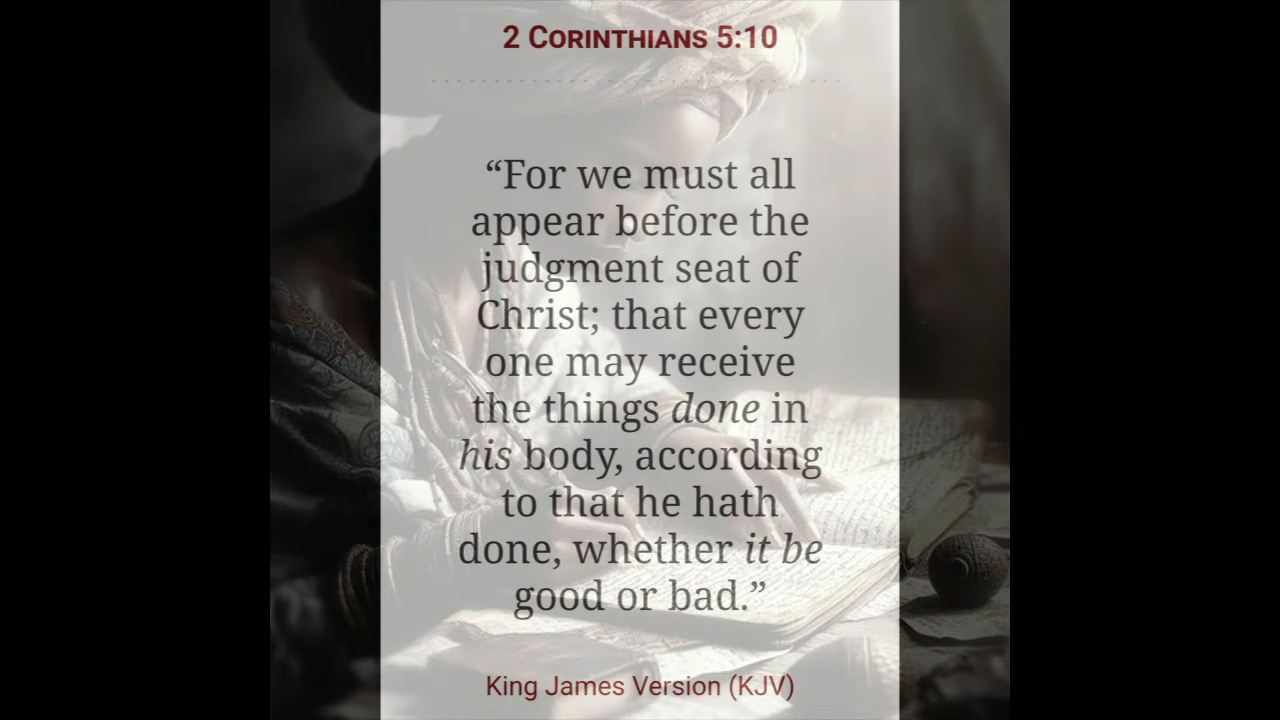 2 Corinthians 5:10
“For we must all
appear before the
judgment seat of
Christ; that every
one may receive
the things done in
his body, according
to that he hath
done, whether it be
good or bad.”
King James Version (KJV)